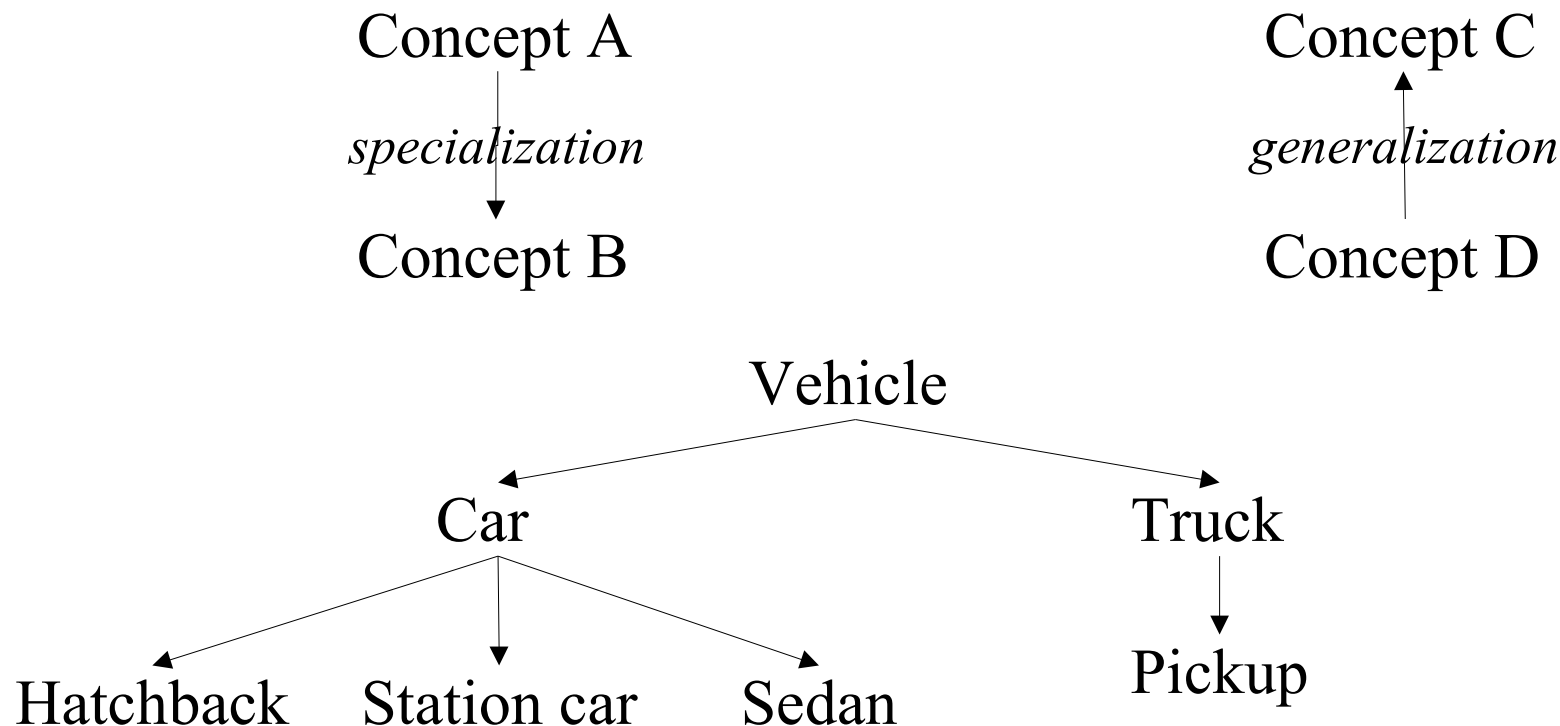 Concept A
Concept C
specialization
generalization
Concept B
Concept D
Vehicle
Car
Truck
Pickup
Hatchback
Station car
Sedan